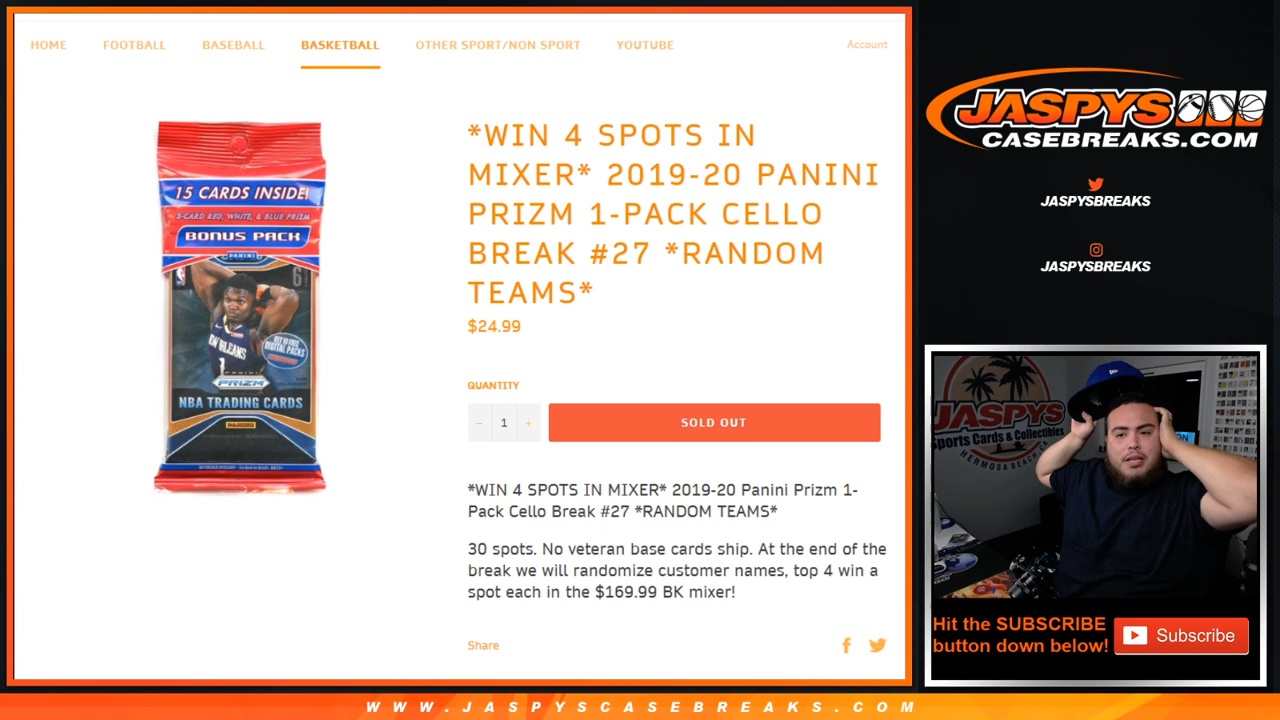 HOME
FOOTBALL
BASEBALL
BASKETBALL
OTHER SPORT/NON SPORT
YOUTUBE
Account
15 CARDS INSIDE!
3-CARD RED, WHITE, & BLUE PRIZM
BONUS PACK
PANINI
PRIZM
NBA TRADING CARDS
PANINI
*WIN 4 SPOTS IN
MIXER* 2019-20 PANINI
PRIZM 1-PACK CELLO
BREAK #27 *RANDOM
TEAMS*
$24.99
QUANTITY
− 1 +
SOLD OUT
*WIN 4 SPOTS IN MIXER* 2019-20 Panini Prizm 1-
Pack Cello Break #27 *RANDOM TEAMS*
30 spots. No veteran base cards ship. At the end of the
break we will randomize customer names, top 4 win a
spot each in the $169.99 BK mixer!
Share
JASPYS
CASEBREAKS.COM
JASPYSBREAKS
JASPYSBREAKS
JASPYS
Sports Cards & Collectibles
HERMOSA BEACH
Hit the SUBSCRIBE
button down below!
Subscribe
WWW.JASPYSCASEBREAKS.COM